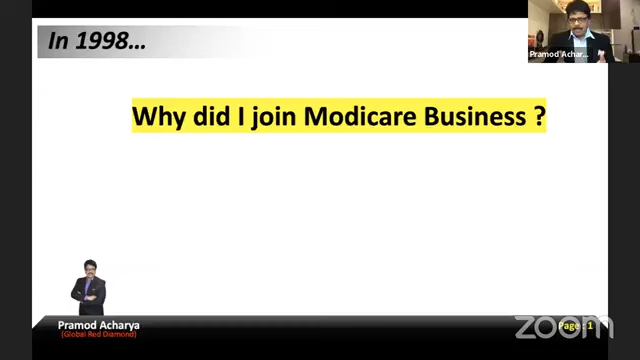 In 1998...
Pramod Achar...
Why did I join Modicare Business ?
Pramod Acharya
(Global Red Diamond)
Page : 1
zoom